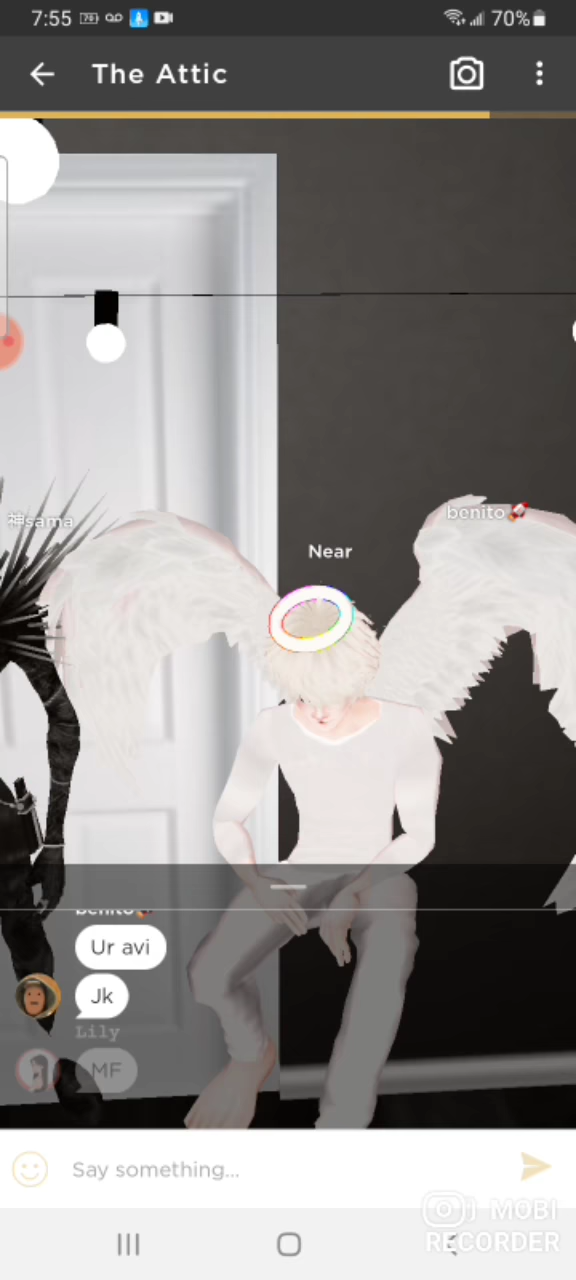 7:55
70%
The Attic
神sama
benito🚀
Near
benito🚀
Ur avi
Jk
Lily
MF
Say something...
MOBI
RECORDER